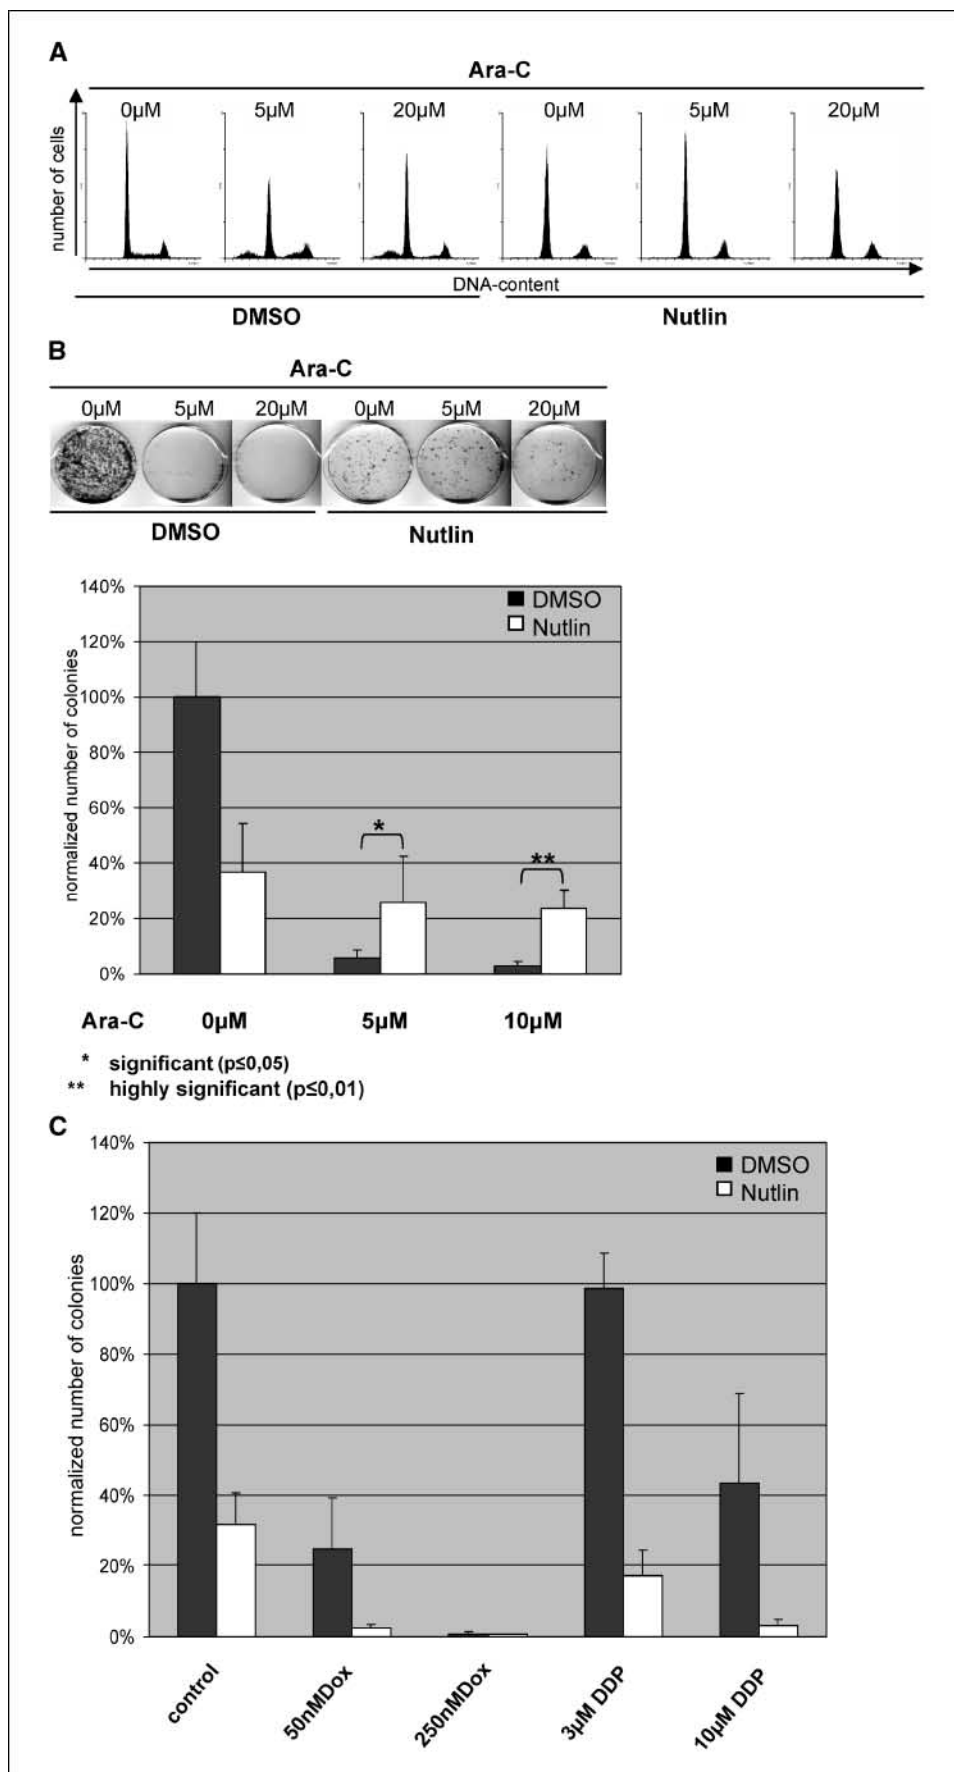 A
Ara-C
0µM 5µM 20µM 0µM 5µM 20µM
number of cells
DNA-content
DMSO Nutlin
B
Ara-C
0µM 5µM 20µM 0µM 5µM 20µM
DMSO Nutlin
140%
120%
100%
80%
60%
40%
20%
0%
normalized number of colonies
DMSO
Nutlin
*
**
Ara-C 0µM 5µM 10µM
* significant (p≤0,05)
** highly significant (p≤0,01)
C
140%
120%
100%
80%
60%
40%
20%
0%
normalized number of colonies
DMSO
Nutlin
control 50nMDox 250nMDox 3µM DDP 10µM DDP